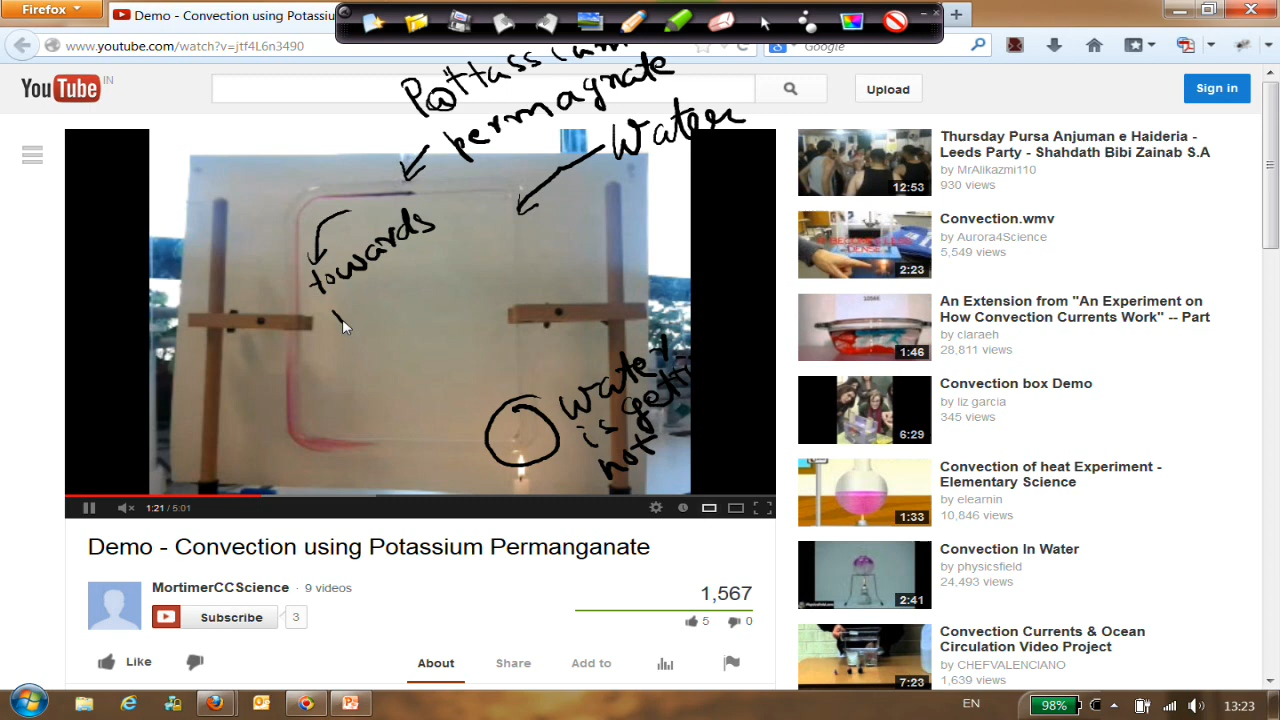 Firefox
Demo - Convection using Potassiu
www.youtube.com/watch?v=jtf4L6n3490
Google
YouTube IN
Upload
Sign in
Pottassium
permagnate
Water
towards
Water
is getti
hot
1:21 / 5:01
Demo - Convection using Potassium Permanganate
MortimerCCScience · 9 videos
Subscribe 3
1,567
5 0
Like
About Share Add to
Thursday Pursa Anjuman e Haideria -
Leeds Party - Shahdath Bibi Zainab S.A
by MrAlikazmi110
930 views
12:53
Convection.wmv
by Aurora4Science
5,549 views
2:23
An Extension from "An Experiment on
How Convection Currents Work" -- Part
by claraeh
28,811 views
1:46
Convection box Demo
by liz garcia
345 views
6:29
Convection of heat Experiment -
Elementary Science
by elearnin
10,846 views
1:33
Convection In Water
by physicsfield
24,493 views
2:41
Convection Currents & Ocean
Circulation Video Project
by CHEFVALENCIANO
1,639 views
7:23
EN 98% 13:23